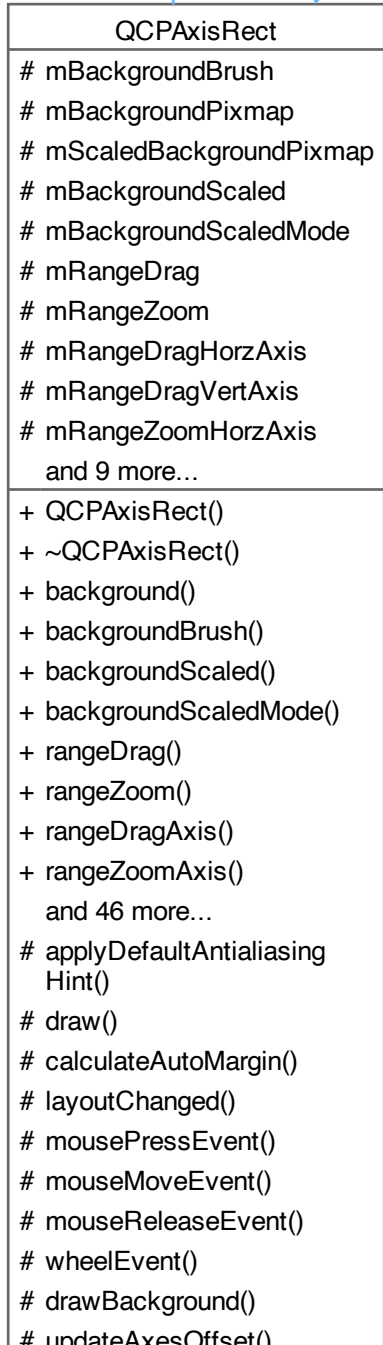 QCPAxisRect
# mBackgroundBrush
# mBackgroundPixmap
# mScaledBackgroundPixmap
# mBackgroundScaled
# mBackgroundScaledMode
# mRangeDrag
# mRangeZoom
# mRangeDragHorzAxis
# mRangeDragVertAxis
# mRangeZoomHorzAxis
and 9 more...
+ QCPAxisRect()
+ ~QCPAxisRect()
+ background()
+ backgroundBrush()
+ backgroundScaled()
+ backgroundScaledMode()
+ rangeDrag()
+ rangeZoom()
+ rangeDragAxis()
+ rangeZoomAxis()
and 46 more...
# applyDefaultAntialiasing
Hint()
# draw()
# calculateAutoMargin()
# layoutChanged()
# mousePressEvent()
# mouseMoveEvent()
# mouseReleaseEvent()
# wheelEvent()
# drawBackground()
# updateAxesOffset()